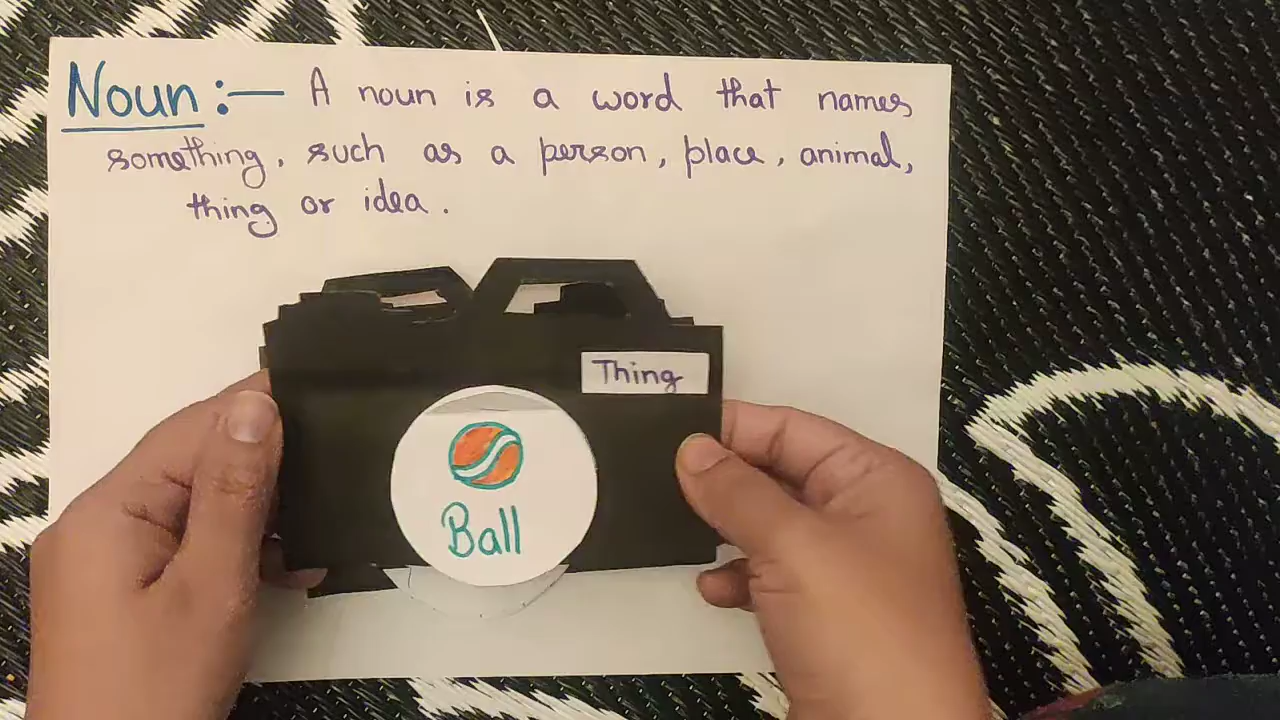 Noun :— A noun is a word that names
something, such as a person, place, animal,
thing or idea.
Thing
Ball